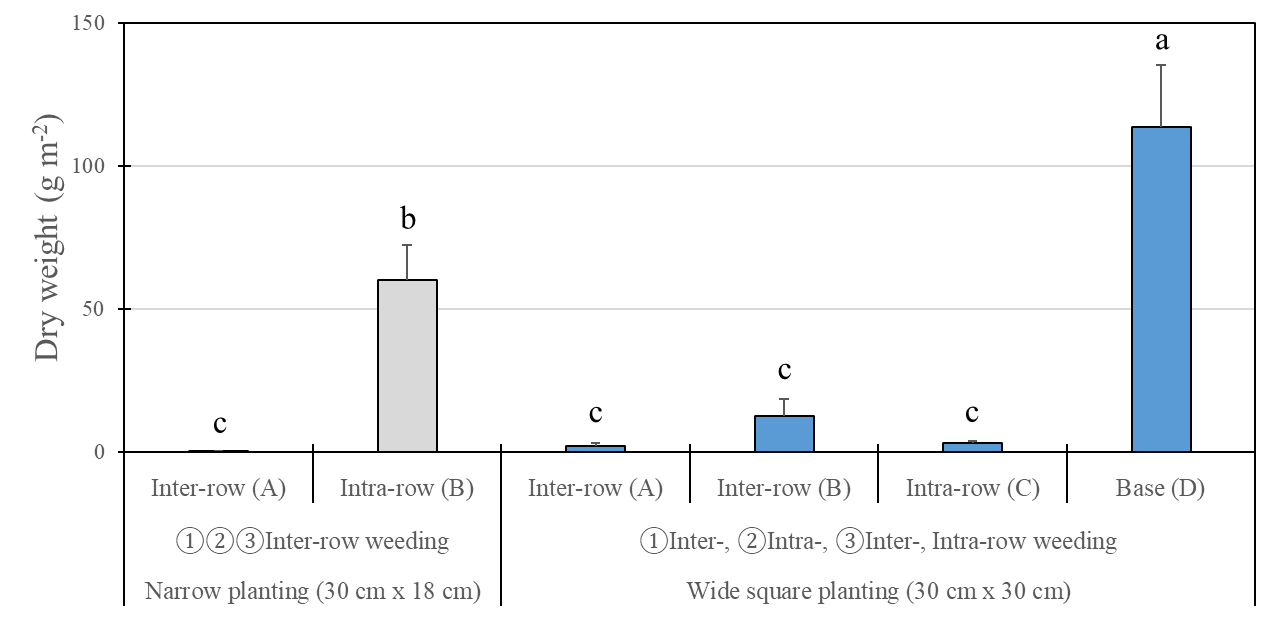 150
a
Dry weight (g m-2)
100
b
50
c
c
c
c
0
Inter-row (A)
Intra-row (B)
Inter-row (A)
Inter-row (B)
Intra-row (C)
Base (D)
①②③Inter-row weeding
①Inter-, ②Intra-, ③Inter-, Intra-row weeding
Narrow planting (30 cm x 18 cm)
Wide square planting (30 cm x 30 cm)